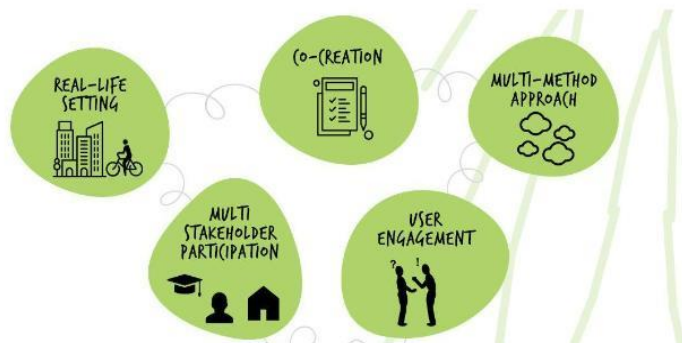 REAL-LIFE
SETTING
CO-CREATION
MULTI-METHOD
APPROACH
MULTI
STAKEHOLDER
PARTICIPATION
USER
ENGAGEMENT
? !